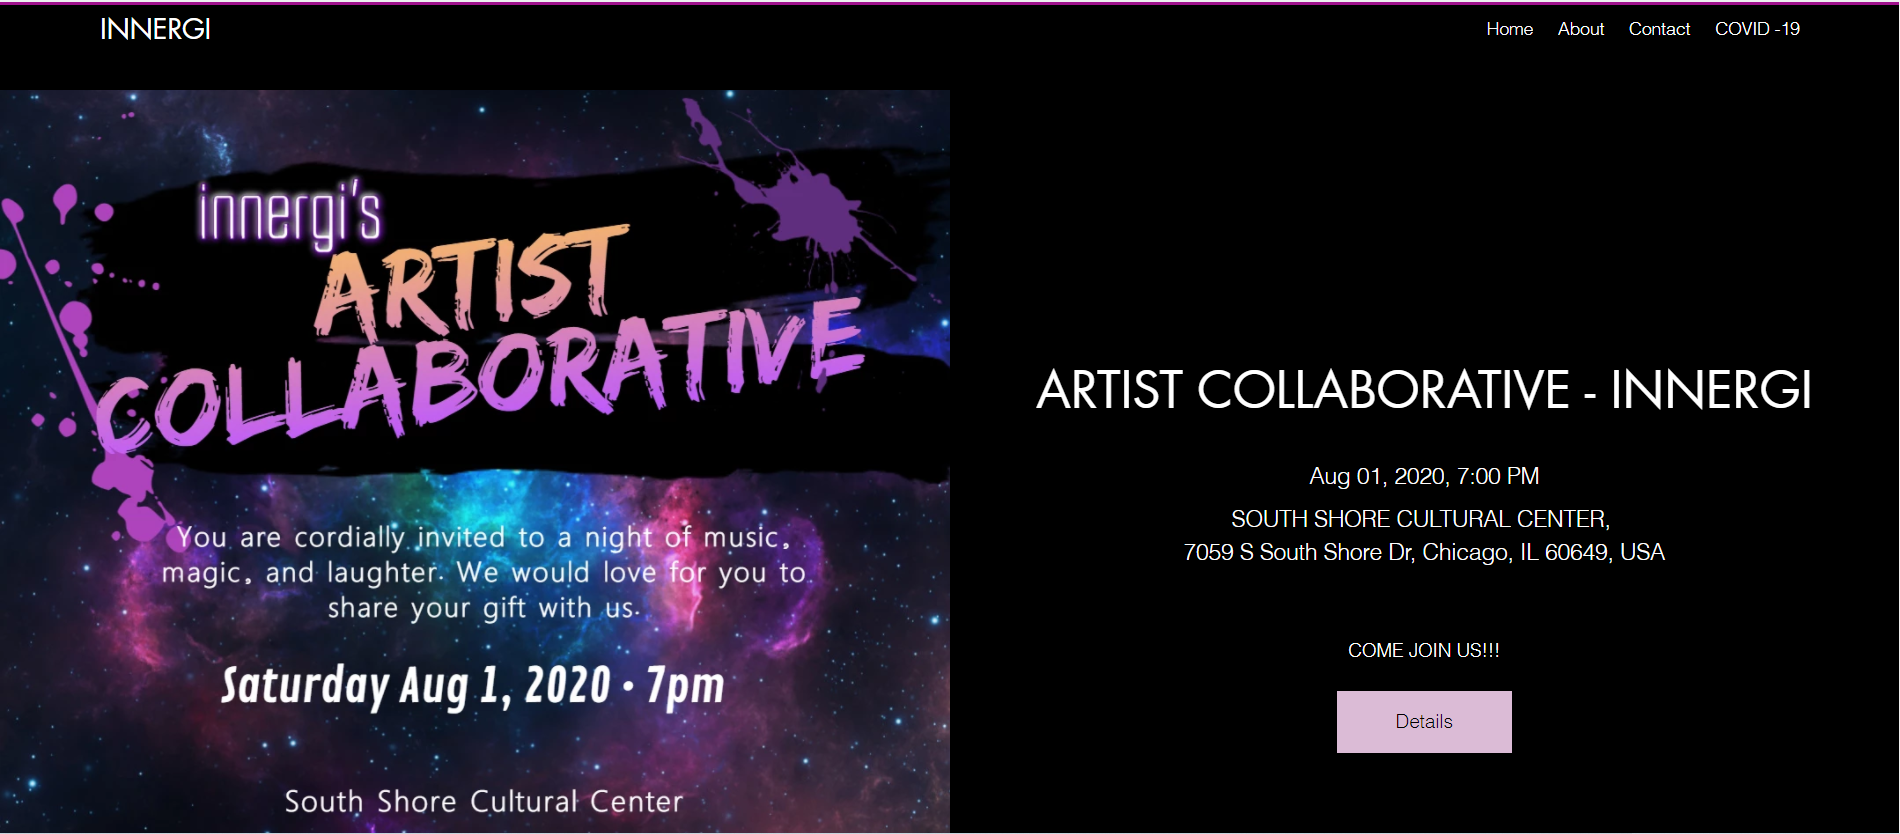 INNERGI
Home About Contact COVID -19
innergi's
ARTIST
COLLABORATIVE
You are cordially invited to a night of music,
magic, and laughter. We would love for you to
share your gift with us.
Saturday Aug 1, 2020 • 7pm
South Shore Cultural Center
ARTIST COLLABORATIVE - INNERGI
Aug 01, 2020, 7:00 PM
SOUTH SHORE CULTURAL CENTER,
7059 S South Shore Dr, Chicago, IL 60649, USA
COME JOIN US!!!
Details